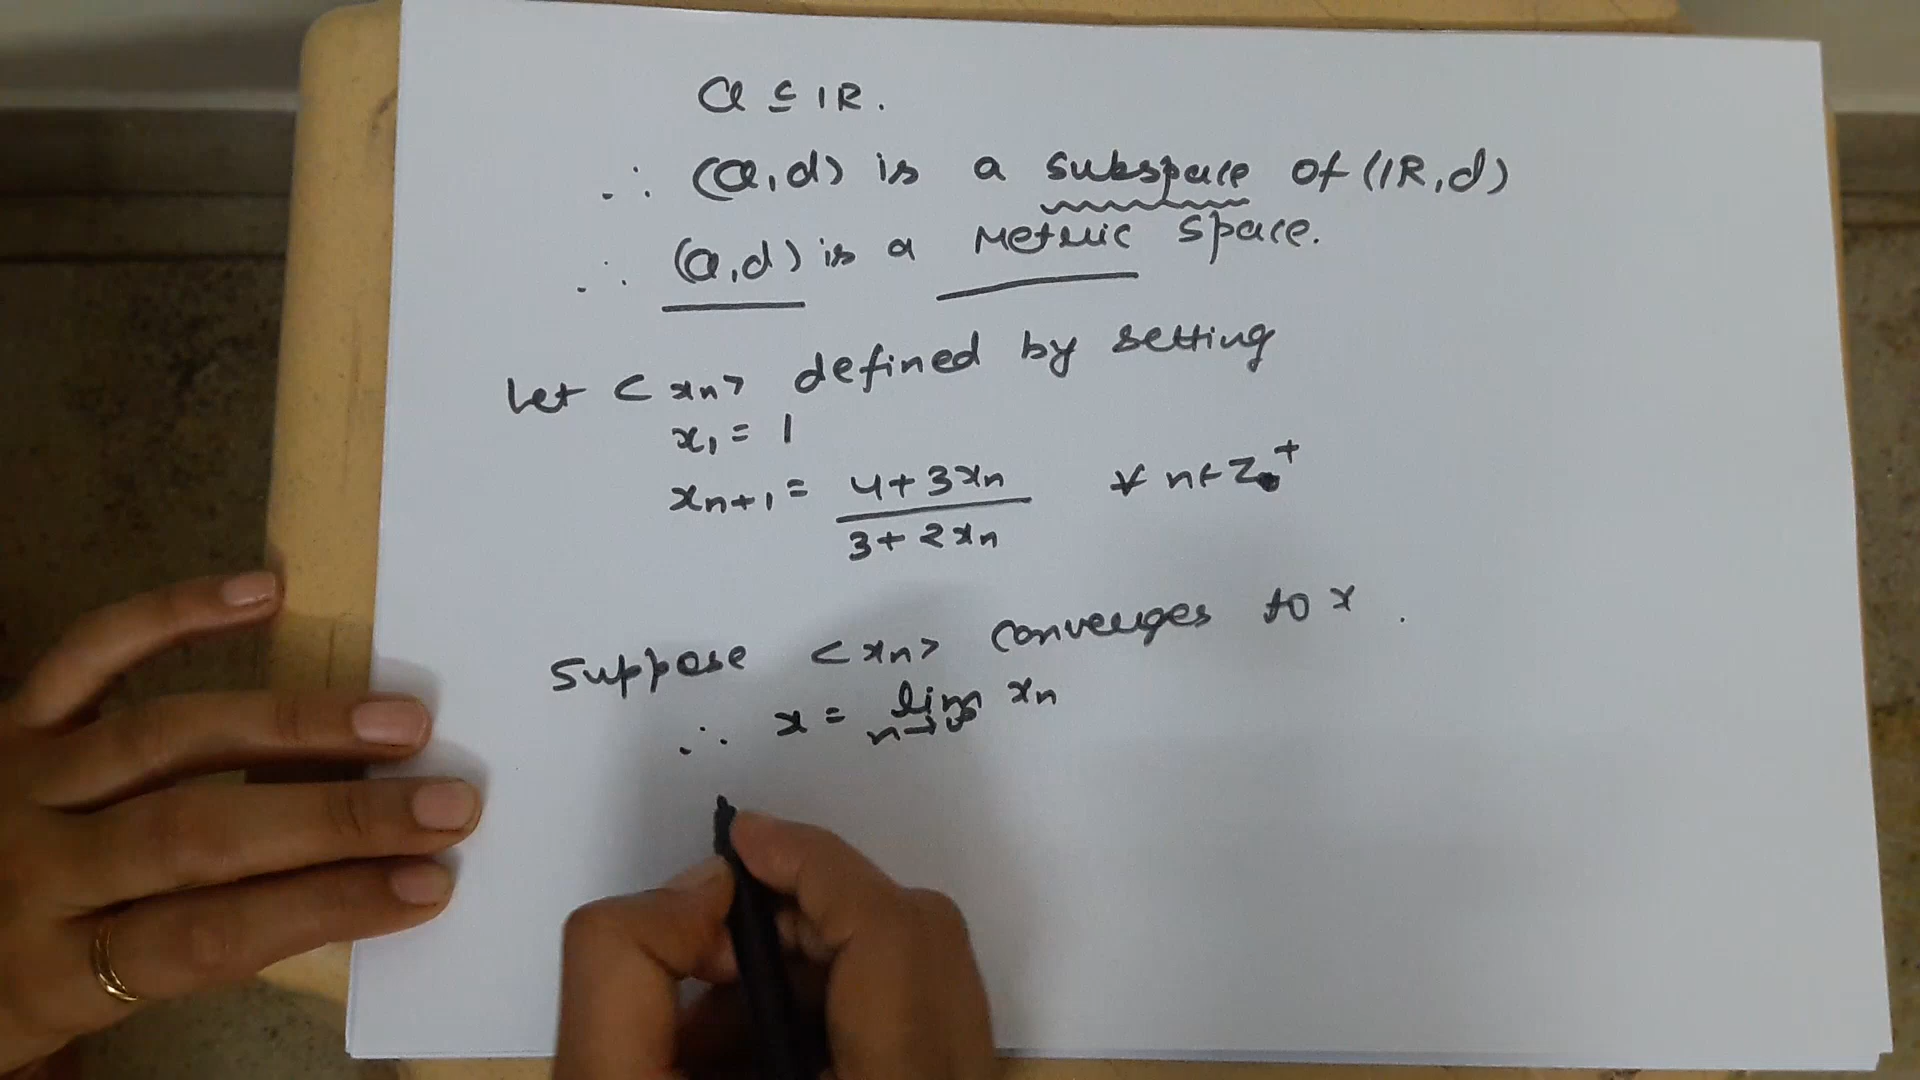 Q ⊆ IR.
∴ (Q,d) is a subspace of (IR,d)
∴ (Q,d) is a Metric space.
Let <xn> defined by setting
x1 = 1
xn+1 = 4+3xn / 3+2xn ∀ n∈Z+
Suppose <xn> converges to x.
∴ x = lim n→∞ xn